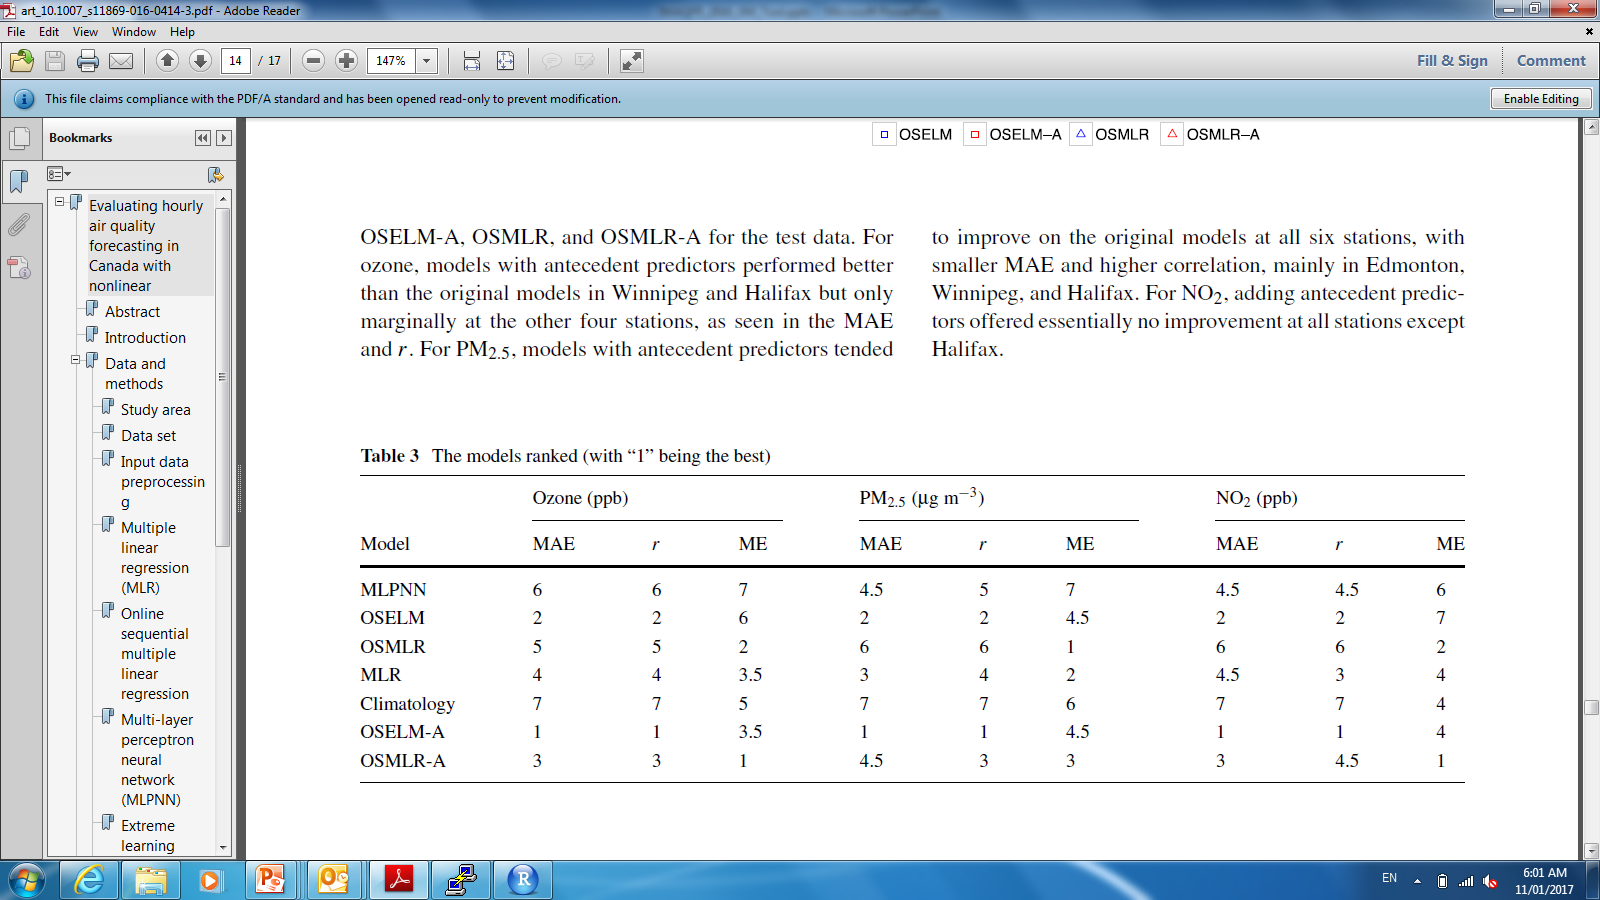 art_10.1007_s11869-016-0414-3.pdf - Adobe Reader
File Edit View Window Help
14 / 17 147% Fill & Sign Comment
This file claims compliance with the PDF/A standard and has been opened read-only to prevent modification. Enable Editing
Bookmarks
Evaluating hourly
air quality
forecasting in
Canada with
nonlinear
Abstract
Introduction
Data and
methods
Study area
Data set
Input data
preprocessin
g
Multiple
linear
regression
(MLR)
Online
sequential
multiple
linear
regression
Multi-layer
perceptron
neural
network
(MLPNN)
Extreme
learning
OSELM OSELM–A OSMLR OSMLR–A
OSELM-A, OSMLR, and OSMLR-A for the test data. For
ozone, models with antecedent predictors performed better
than the original models in Winnipeg and Halifax but only
marginally at the other four stations, as seen in the MAE
and r. For PM2.5, models with antecedent predictors tended
to improve on the original models at all six stations, with
smaller MAE and higher correlation, mainly in Edmonton,
Winnipeg, and Halifax. For NO2, adding antecedent predic-
tors offered essentially no improvement at all stations except
Halifax.
Table 3 The models ranked (with “1” being the best)
Ozone (ppb) PM2.5 (μg m−3) NO2 (ppb)
Model MAE r ME MAE r ME MAE r ME
MLPNN 6 6 7 4.5 5 7 4.5 4.5 6
OSELM 2 2 6 2 2 4.5 2 2 7
OSMLR 5 5 2 6 6 1 6 6 2
MLR 4 4 3.5 3 4 2 4.5 3 4
Climatology 7 7 5 7 7 6 7 7 4
OSELM-A 1 1 3.5 1 1 4.5 1 1 4
OSMLR-A 3 3 1 4.5 3 3 3 4.5 1
EN
6:01 AM
11/01/2017